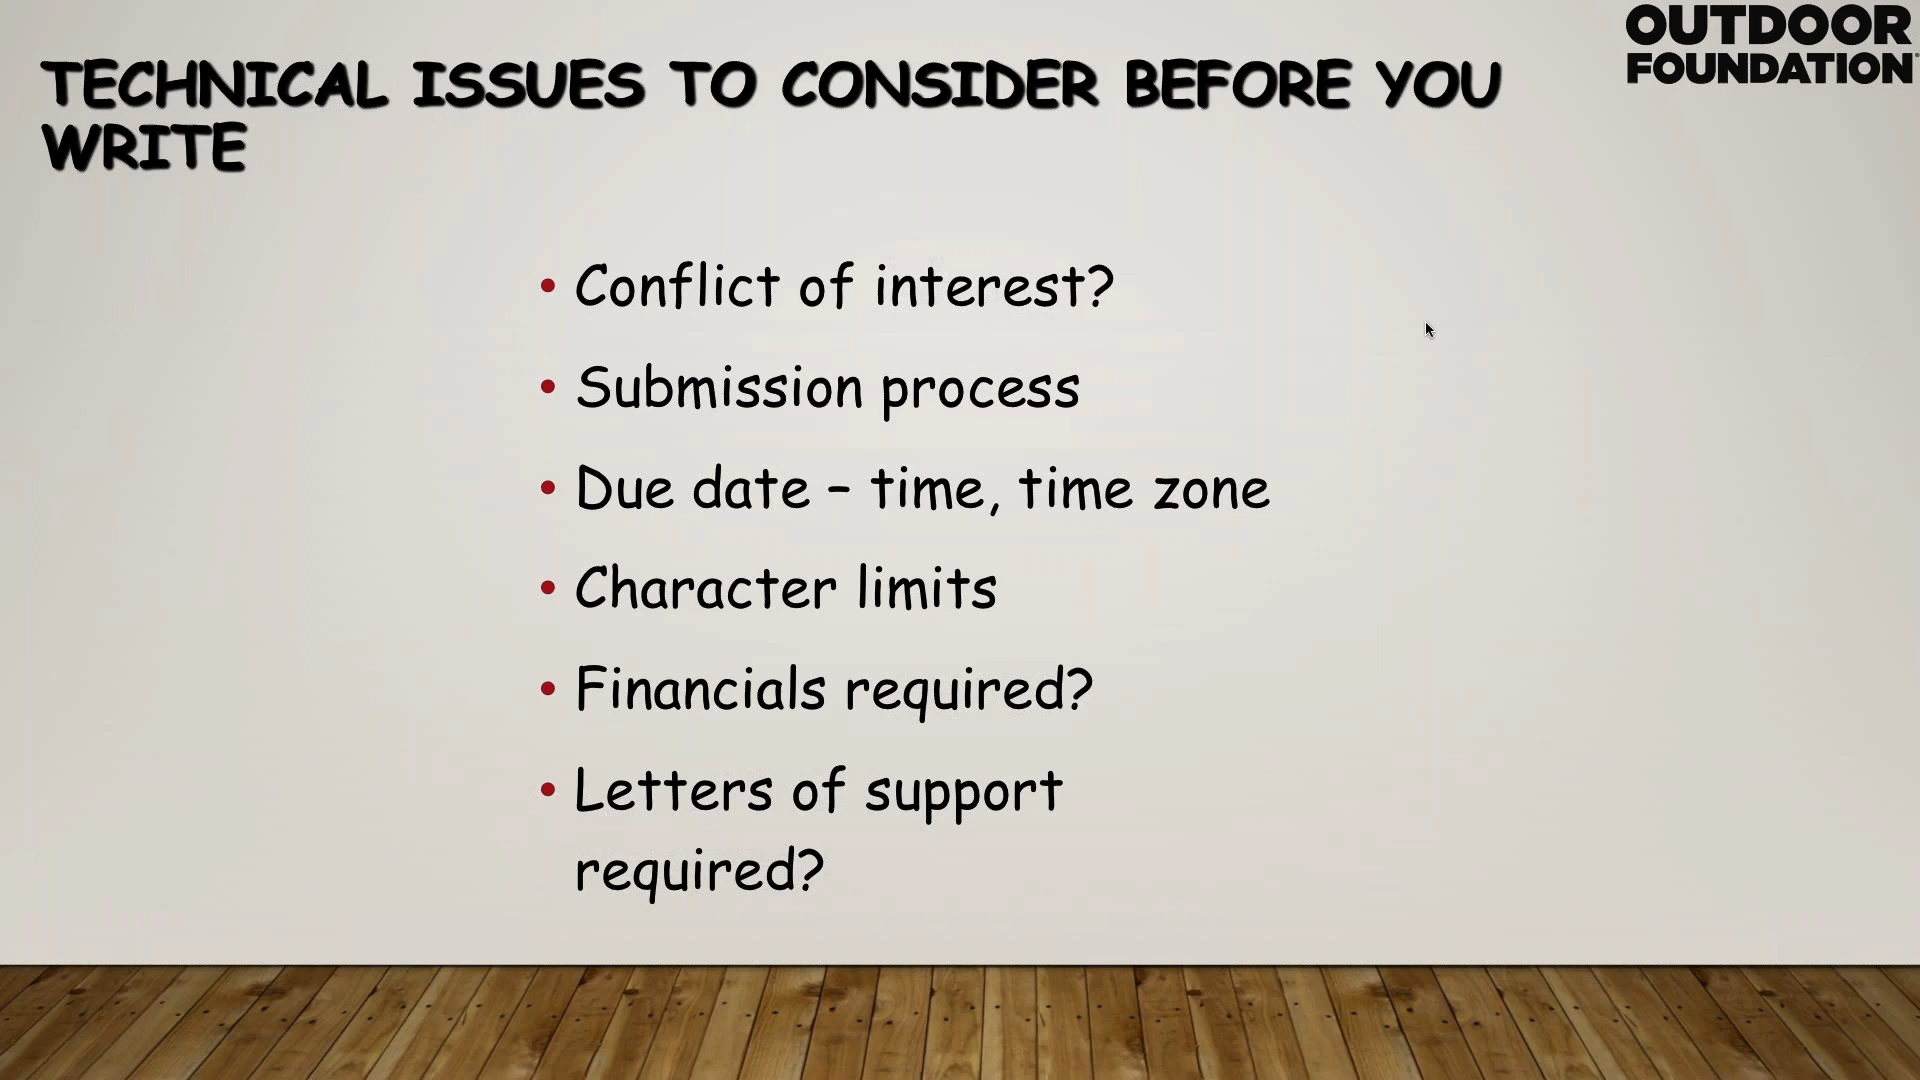 OUTDOOR
FOUNDATION
TECHNICAL ISSUES TO CONSIDER BEFORE YOU
WRITE
• Conflict of interest?
• Submission process
• Due date – time, time zone
• Character limits
• Financials required?
• Letters of support
required?